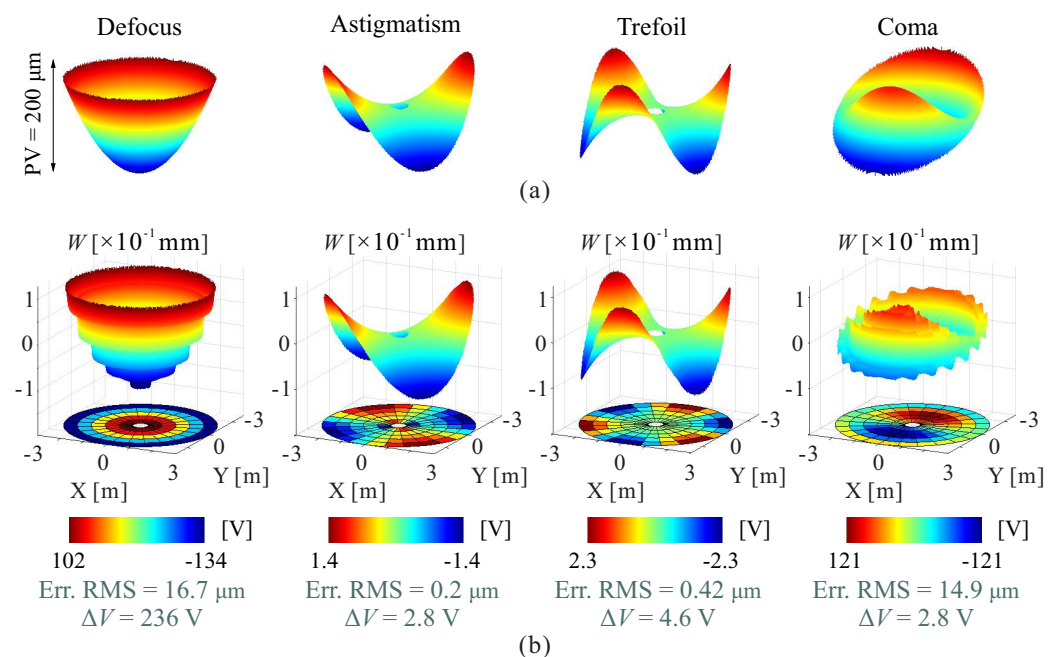 Defocus Astigmatism Trefoil Coma
PV = 200 μm
(a)
W [×10⁻¹ mm] W [×10⁻¹ mm] W [×10⁻¹ mm] W [×10⁻¹ mm]
1 1 1 1
0 0 0 0
-1 -1 -1 -1
-3 0 3 -3 0 3 -3 0 3 -3 0 3
-3 0 -3 0 -3 0 -3 0
3 3 3 3
X [m] Y [m] X [m] Y [m] X [m] Y [m] X [m] Y [m]
[V] [V] [V] [V]
102 -134 1.4 -1.4 2.3 -2.3 121 -121
Err. RMS = 16.7 μm Err. RMS = 0.2 μm Err. RMS = 0.42 μm Err. RMS = 14.9 μm
ΔV = 236 V ΔV = 2.8 V ΔV = 4.6 V ΔV = 2.8 V
(b)